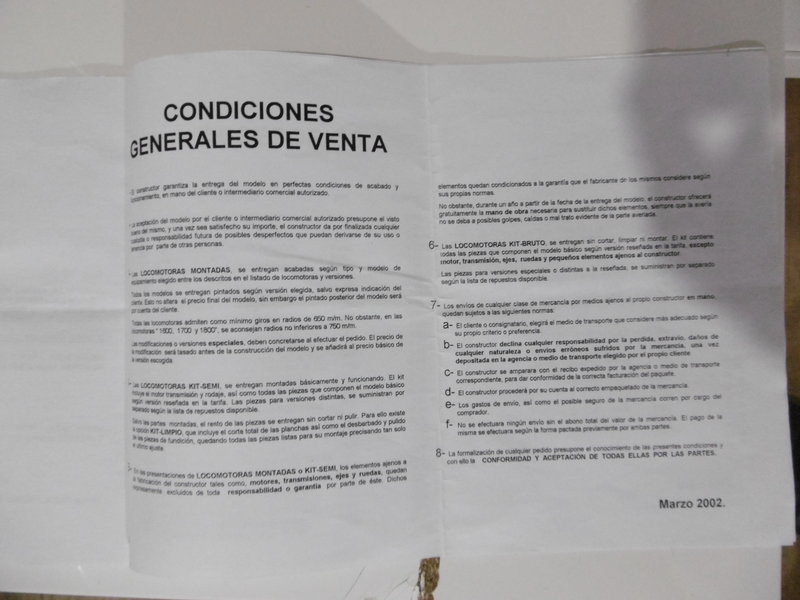 CONDICIONES
GENERALES DE VENTA
El constructor garantiza la entrega del modelo en perfectas condiciones de acabado y
funcionamiento, en mano del cliente o intermediario comercial autorizado.
La aceptación del modelo por el cliente o intermediario comercial autorizado presupone el visto
bueno del mismo, y una vez sea satisfecho su importe, el constructor da por finalizada cualquier
custodia o responsabilidad futura de posibles desperfectos que puedan derivarse de su uso o
tenencia por parte de otras personas.
Las LOCOMOTORAS MONTADAS, se entregan acabadas según tipo y modelo de
equipamiento elegido entre los descritos en el listado de locomotoras y versiones.
Todos los modelos se entregan pintados según versión elegida, salvo expresa indicación del
cliente. Esto no altera el precio final del modelo, sin embargo el pintado posterior del modelo será
por cuenta del cliente.
Todas las locomotoras admiten como mínimo giros en radios de 650 m/m. No obstante, en las
locomotoras "1600, 1700 y 1800", se aconsejan radios no inferiores a 750 m/m.
Las modificaciones o versiones especiales, deben concretarse al efectuar el pedido. El precio de
la modificación será tasado antes de la construcción del modelo y se añadirá al precio básico de
la versión escogida.
Las LOCOMOTORAS KIT-SEMI, se entregan montadas básicamente y funcionando. El kit
incluye el motor transmisión y rodaje, así como todas las piezas que componen el modelo básico
según versión reseñada en la tarifa. Las piezas para versiones distintas, se suministran por
separado según la lista de repuestos disponible.
Salvo las partes montadas, el resto de las piezas se entregan sin cortar ni pulir. Para ello existe
la opción KIT-LIMPIO, que incluye el corte total de las planchas así como el desbarbado y pulido
de las piezas de fundición, quedando todas las piezas listas para su montaje precisando tan solo
el último ajuste
5- En las presentaciones de LOCOMOTORAS MONTADAS o KIT-SEMI, los elementos ajenos a
la fabricación del constructor tales como, motores, transmisiones, ejes y ruedas, quedan
expresamente excluidos de toda responsabilidad o garantía por parte de éste. Dichos
elementos quedan condicionados a la garantía que el fabricante de los mismos considere según
sus propias normas.
No obstante, durante un año a partir de la fecha de la entrega del modelo, el constructor ofrecerá
gratuitamente la mano de obra necesaria para sustituir dichos elementos, siempre que la avería
no se deba a posibles golpes, caídas o mal trato evidente de la parte averiada.
6- Las LOCOMOTORAS KIT-BRUTO, se entregan sin cortar, limpiar ni montar. El kit contiene
todas las piezas que componen el modelo básico según versión reseñada en la tarifa, excepto
motor, transmisión, ejes, ruedas y pequeños elementos ajenos al constructor.
Las piezas para versiones especiales o distintas a la reseñada, se suministran por separado
según la lista de repuestos disponible.
7- Los envíos de cualquier clase de mercancía por medios ajenos al propio constructor en mano,
quedan sujetos a las siguientes normas:
a- El cliente o consignatario, elegirá el medio de transporte que considere más adecuado según
su propio criterio o preferencia.
b- El constructor declina cualquier responsabilidad por la perdida, extravío, daños de
cualquier naturaleza o envíos erróneos sufridos por la mercancía, una vez
depositada en la agencia o medio de transporte elegido por el propio cliente.
c- El constructor se amparara con el recibo expedido por la agencia o medio de transporte
correspondiente, para dar conformidad de la correcta facturación del paquete.
d- El constructor procederá por su cuenta al correcto empaquetado de la mercancía.
e- Los gastos de envío, así como el posible seguro de la mercancía corren por cargo del
comprador.
f- No se efectuara ningún envío sin el abono total del valor de la mercancía. El pago de la
misma se efectuara según la forma pactada previamente por ambas partes.
8- La formalización de cualquier pedido presupone el conocimiento de las presentes condiciones y
con ello la CONFORMIDAD Y ACEPTACIÓN DE TODAS ELLAS POR LAS PARTES.
Marzo 2002.